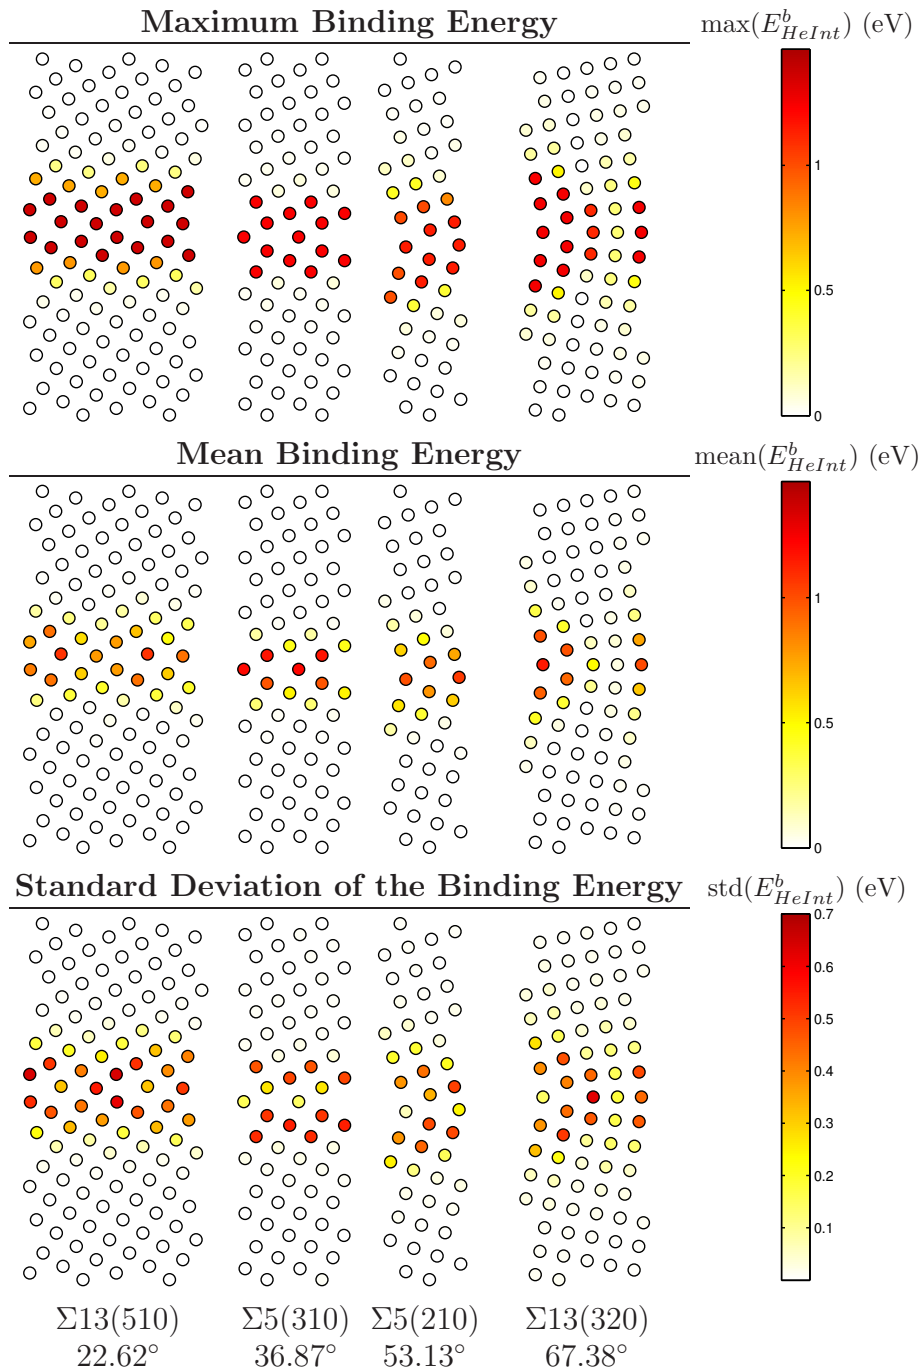 Maximum Binding Energy
max(E^b_{HeInt}) (eV)
1
0.5
0
Mean Binding Energy
mean(E^b_{HeInt}) (eV)
1
0.5
0
Standard Deviation of the Binding Energy
std(E^b_{HeInt}) (eV)
0.7
0.6
0.5
0.4
0.3
0.2
0.1
Σ13(510) Σ5(310) Σ5(210) Σ13(320)
22.62° 36.87° 53.13° 67.38°